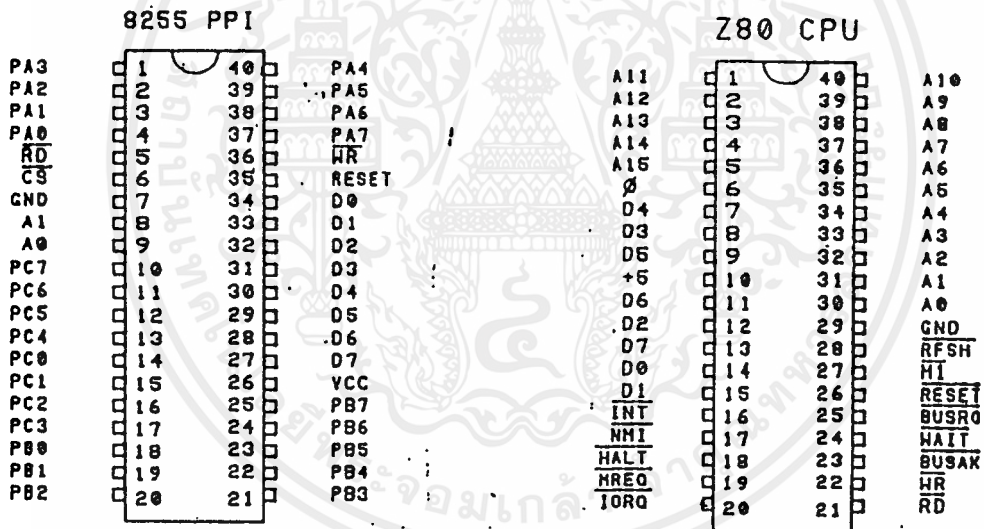 8255 PPI
PA3 1 40 PA4
PA2 2 39 PA5
PA1 3 38 PA6
PA0 4 37 PA7
RD 5 36 WR
CS 6 35 RESET
GND 7 34 D0
A1 8 33 D1
A0 9 32 D2
PC7 10 31 D3
PC6 11 30 D4
PC5 12 29 D5
PC4 13 28 D6
PC0 14 27 D7
PC1 15 26 VCC
PC2 16 25 PB7
PC3 17 24 PB6
PB0 18 23 PB5
PB1 19 22 PB4
PB2 20 21 PB3
Z80 CPU
A11 1 40 A10
A12 2 39 A9
A13 3 38 A8
A14 4 37 A7
A15 5 36 A6
Ø 6 35 A5
D4 7 34 A4
D3 8 33 A3
D5 9 32 A2
+5 10 31 A1
D6 11 30 A0
D2 12 29 GND
D7 13 28 RFSH
D0 14 27 M1
D1 15 26 RESET
INT 16 25 BUSRQ
NMI 17 24 WAIT
HALT 18 23 BUSAK
MREQ 19 22 WR
IORQ 20 21 RD